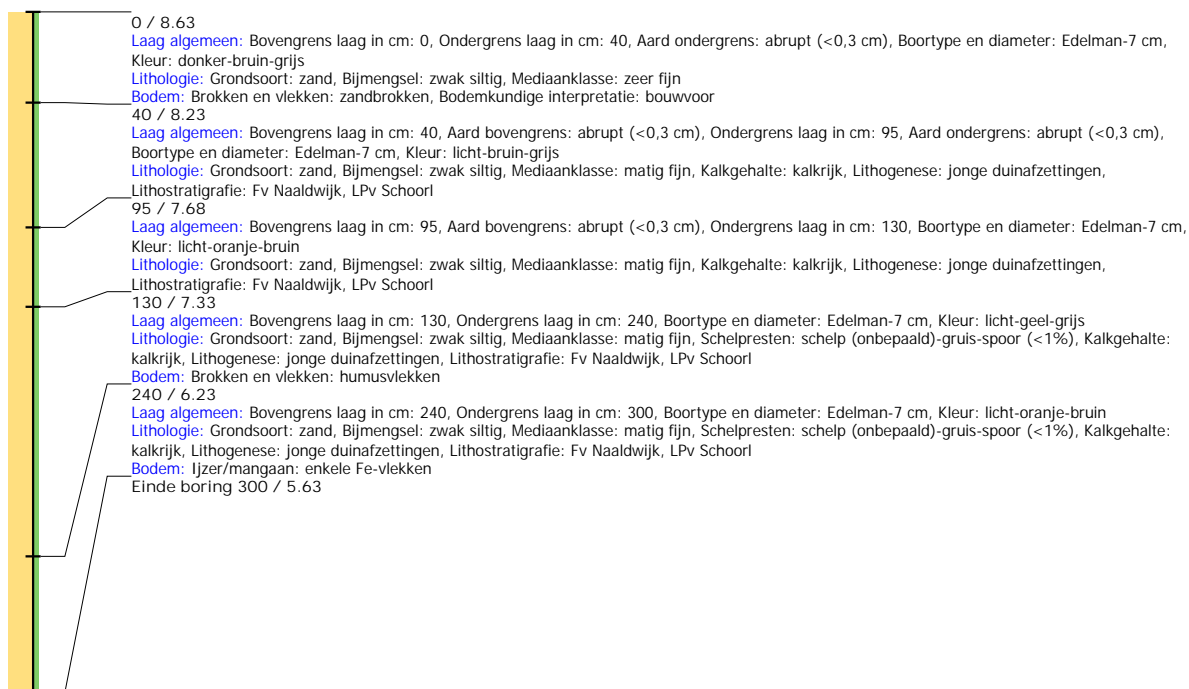 0 / 8.63
Laag algemeen: Bovengrens laag in cm: 0, Ondergrens laag in cm: 40, Aard ondergrens: abrupt (<0,3 cm), Boortype en diameter: Edelman-7 cm,
Kleur: donker-bruin-grijs
Lithologie: Grondsoort: zand, Bijmengsel: zwak siltig, Mediaanklasse: zeer fijn
Bodem: Brokken en vlekken: zandbrokken, Bodemkundige interpretatie: bouwvoor
40 / 8.23
Laag algemeen: Bovengrens laag in cm: 40, Aard bovengrens: abrupt (<0,3 cm), Ondergrens laag in cm: 95, Aard ondergrens: abrupt (<0,3 cm),
Boortype en diameter: Edelman-7 cm, Kleur: licht-bruin-grijs
Lithologie: Grondsoort: zand, Bijmengsel: zwak siltig, Mediaanklasse: matig fijn, Kalkgehalte: kalkrijk, Lithogenese: jonge duinafzettingen,
Lithostratigrafie: Fv Naaldwijk, LPv Schoorl
95 / 7.68
Laag algemeen: Bovengrens laag in cm: 95, Aard bovengrens: abrupt (<0,3 cm), Ondergrens laag in cm: 130, Boortype en diameter: Edelman-7 cm,
Kleur: licht-oranje-bruin
Lithologie: Grondsoort: zand, Bijmengsel: zwak siltig, Mediaanklasse: matig fijn, Kalkgehalte: kalkrijk, Lithogenese: jonge duinafzettingen,
Lithostratigrafie: Fv Naaldwijk, LPv Schoorl
130 / 7.33
Laag algemeen: Bovengrens laag in cm: 130, Ondergrens laag in cm: 240, Boortype en diameter: Edelman-7 cm, Kleur: licht-geel-grijs
Lithologie: Grondsoort: zand, Bijmengsel: zwak siltig, Mediaanklasse: matig fijn, Schelpresten: schelp (onbepaald)-gruis-spoor (<1%), Kalkgehalte:
kalkrijk, Lithogenese: jonge duinafzettingen, Lithostratigrafie: Fv Naaldwijk, LPv Schoorl
Bodem: Brokken en vlekken: humusvlekken
240 / 6.23
Laag algemeen: Bovengrens laag in cm: 240, Ondergrens laag in cm: 300, Boortype en diameter: Edelman-7 cm, Kleur: licht-oranje-bruin
Lithologie: Grondsoort: zand, Bijmengsel: zwak siltig, Mediaanklasse: matig fijn, Schelpresten: schelp (onbepaald)-gruis-spoor (<1%), Kalkgehalte:
kalkrijk, Lithogenese: jonge duinafzettingen, Lithostratigrafie: Fv Naaldwijk, LPv Schoorl
Bodem: Ijzer/mangaan: enkele Fe-vlekken
Einde boring 300 / 5.63